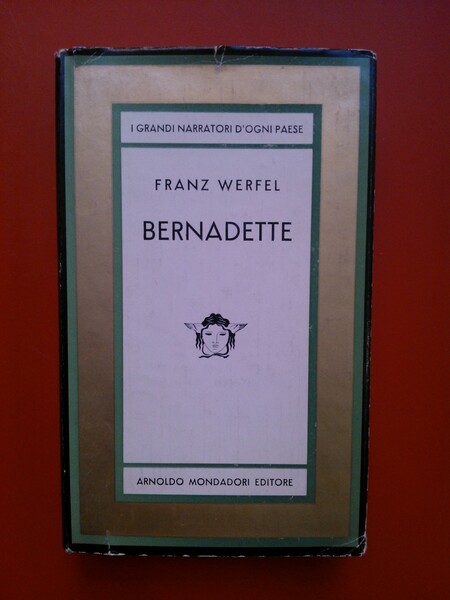 I GRANDI NARRATORI D'OGNI PAESE
FRANZ WERFEL
BERNADETTE
ARNOLDO MONDADORI EDITORE